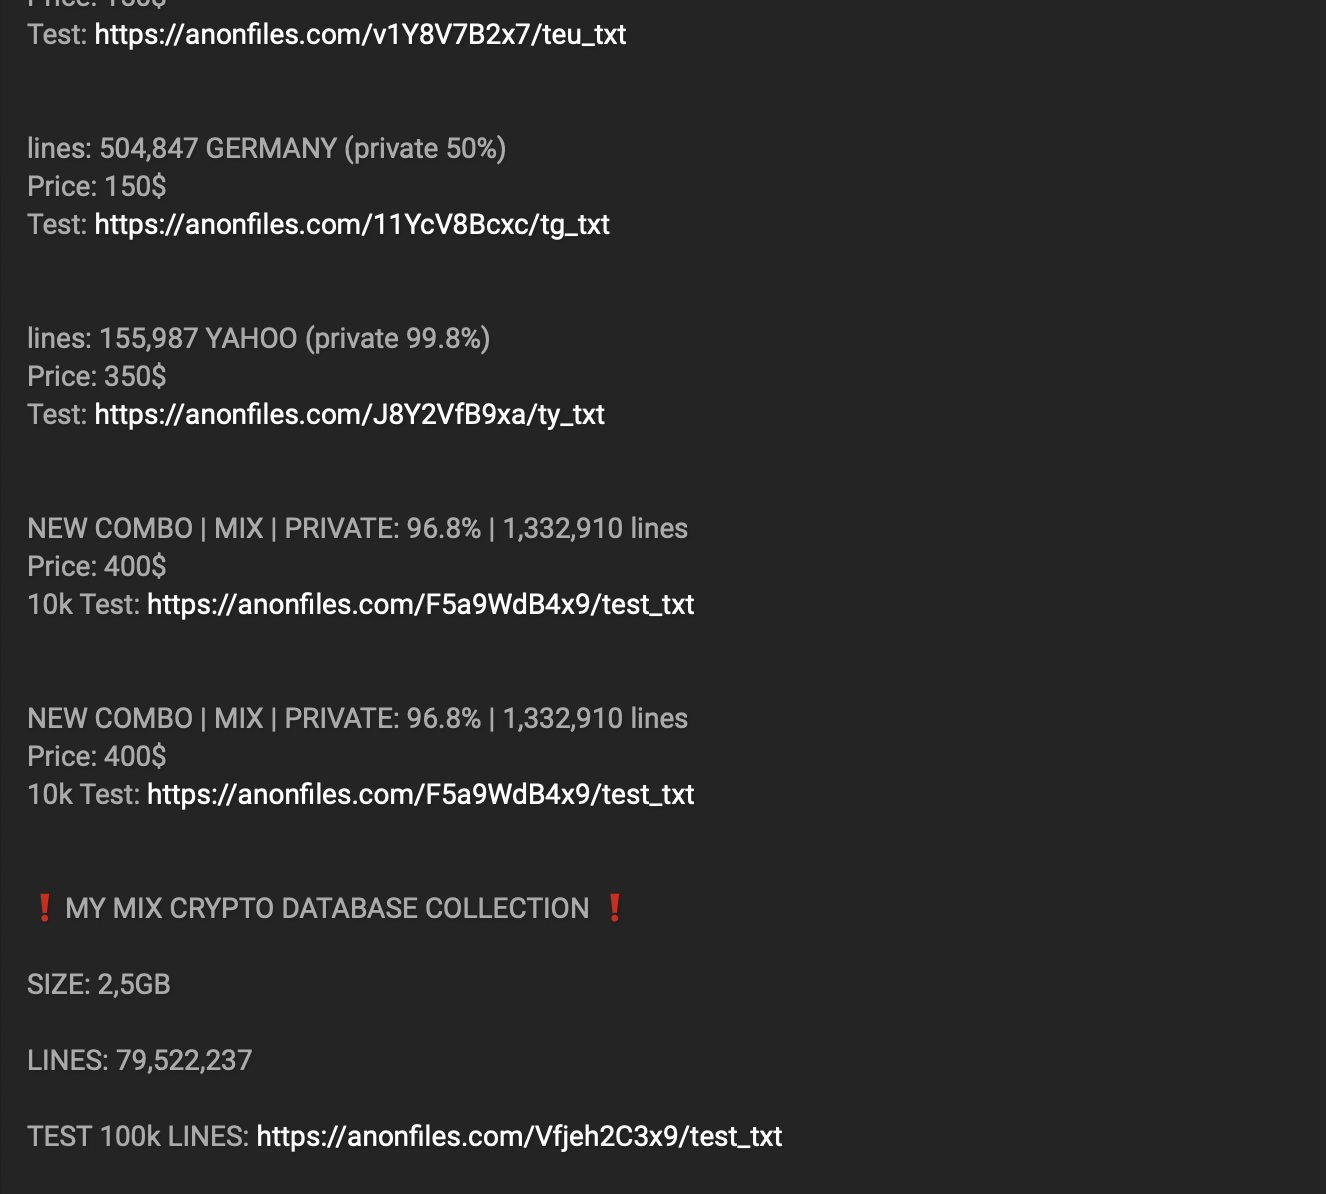 Price: 150$
Test: https://anonfiles.com/v1Y8V7B2x7/teu_txt
lines: 504,847 GERMANY (private 50%)
Price: 150$
Test: https://anonfiles.com/11YcV8Bcxc/tg_txt
lines: 155,987 YAHOO (private 99.8%)
Price: 350$
Test: https://anonfiles.com/J8Y2VfB9xa/ty_txt
NEW COMBO | MIX | PRIVATE: 96.8% | 1,332,910 lines
Price: 400$
10k Test: https://anonfiles.com/F5a9WdB4x9/test_txt
NEW COMBO | MIX | PRIVATE: 96.8% | 1,332,910 lines
Price: 400$
10k Test: https://anonfiles.com/F5a9WdB4x9/test_txt
❗ MY MIX CRYPTO DATABASE COLLECTION ❗
SIZE: 2,5GB
LINES: 79,522,237
TEST 100k LINES: https://anonfiles.com/Vfjeh2C3x9/test_txt